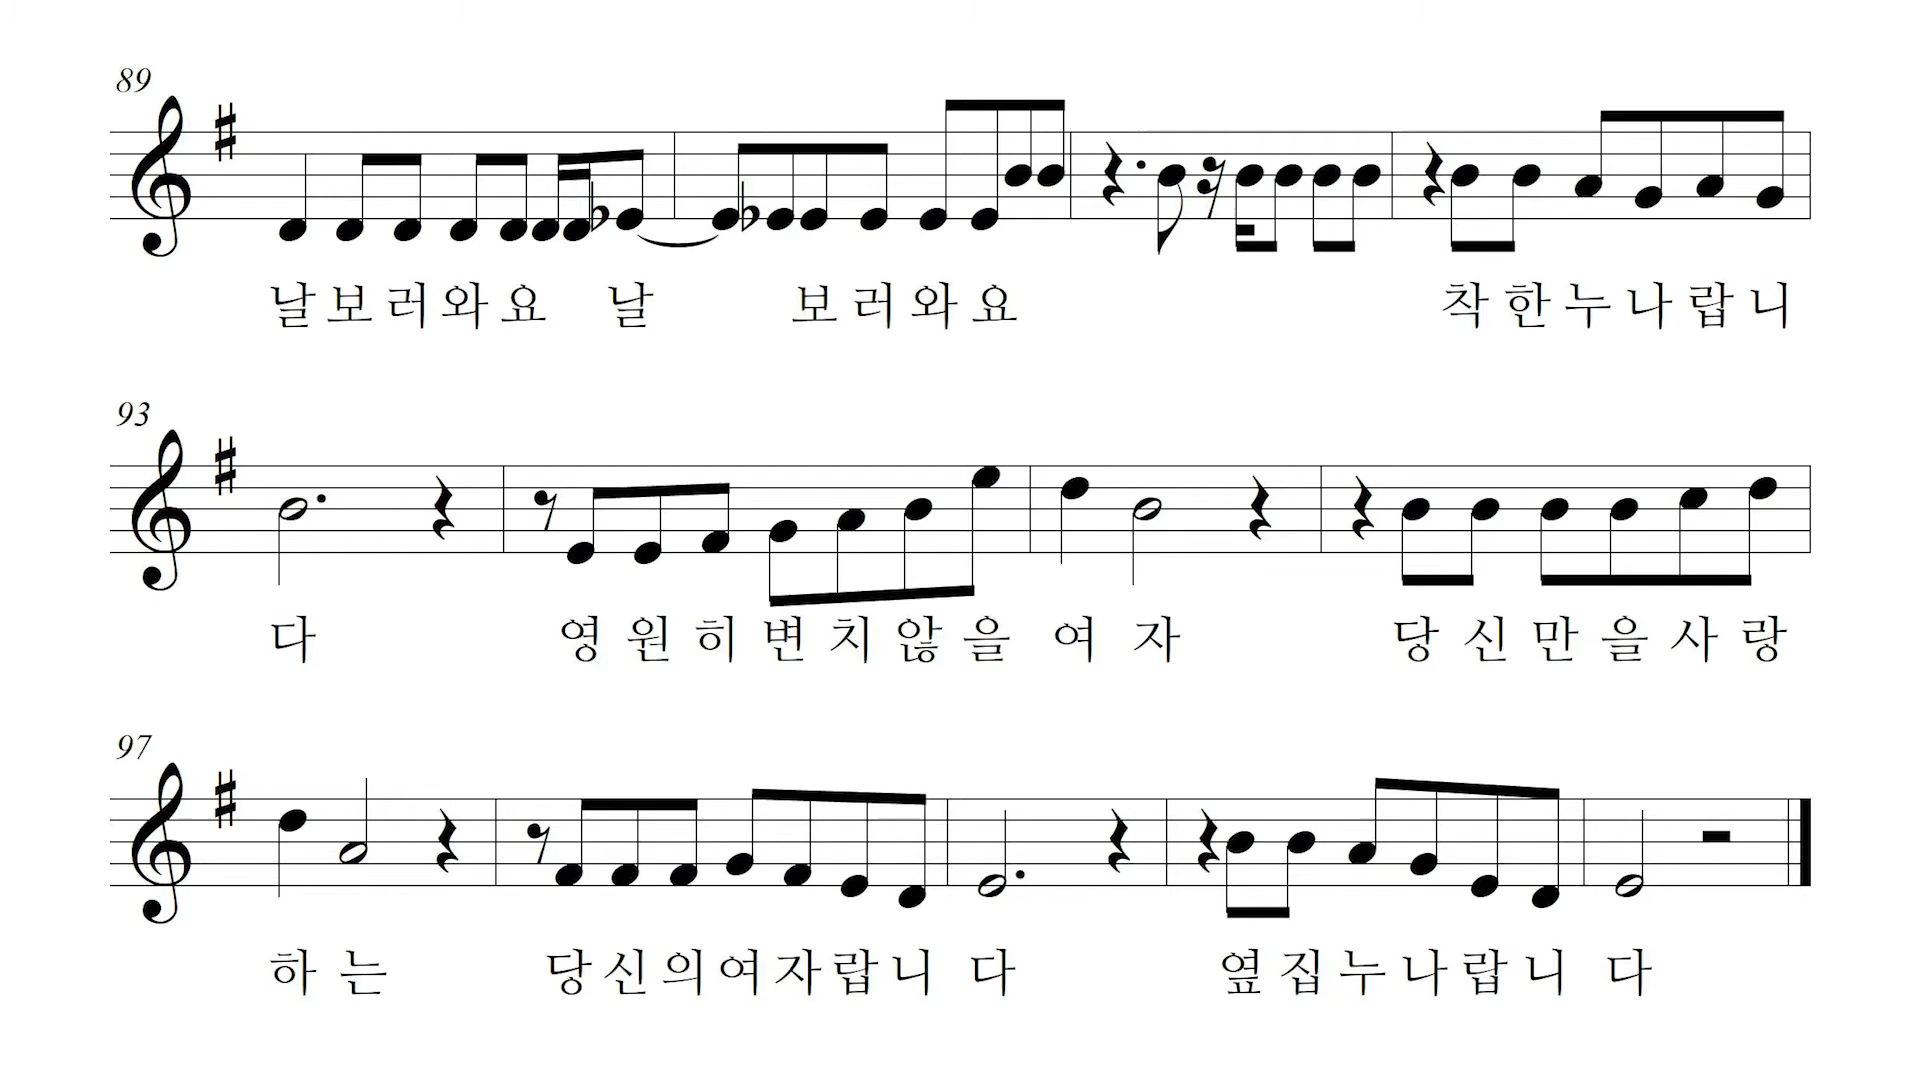 89
날보러와요 날 보러와요 착한누나랍니
93
다 영원히변치않을여자 당신만을사랑
97
하는 당신의여자랍니다 옆집누나랍니다